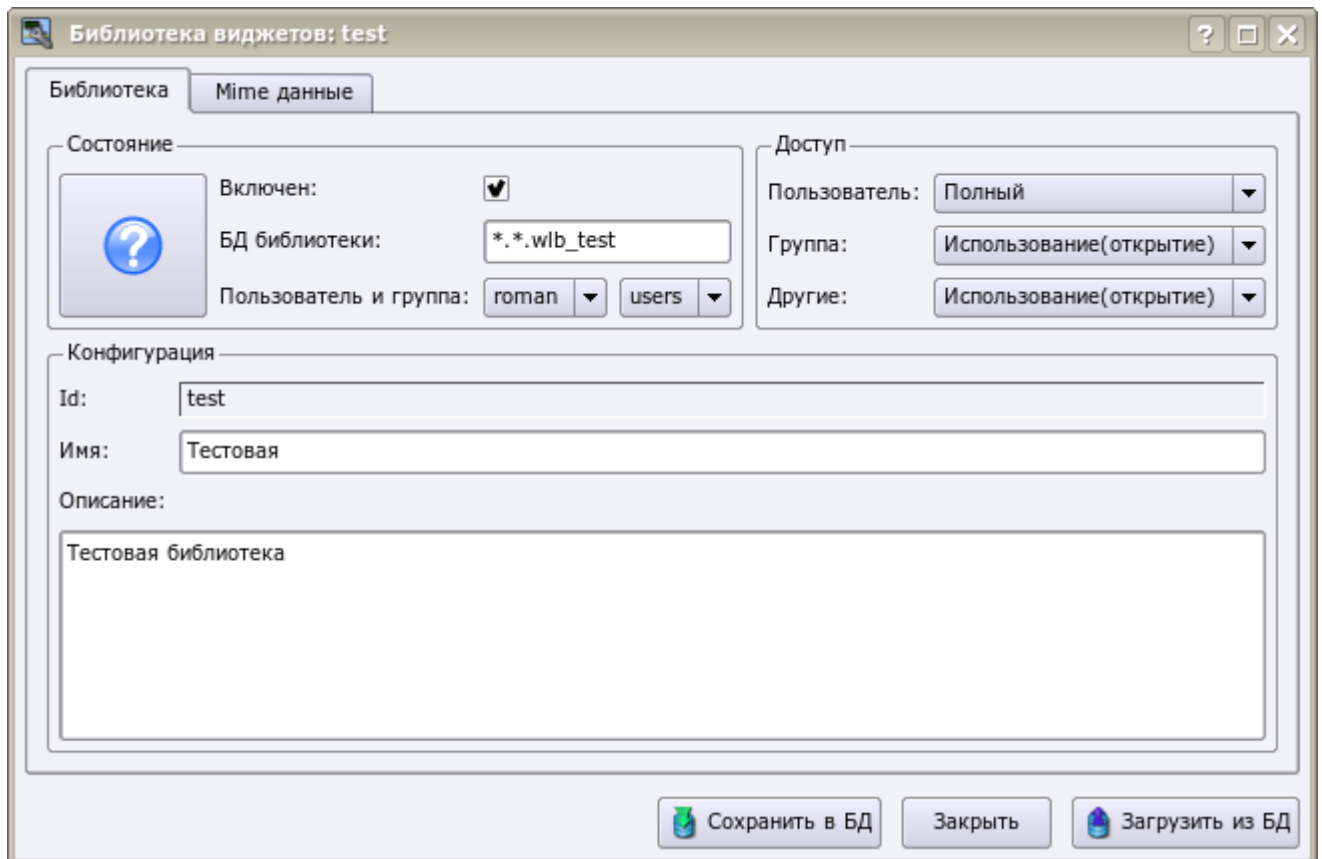 Библиотека виджетов: test
Библиотека
Mime данные
Состояние
Включен:
БД библиотеки:
*.*.wlb_test
Пользователь и группа:
roman
users
Доступ
Пользователь:
Полный
Группа:
Использование(открытие)
Другие:
Использование(открытие)
Конфигурация
Id:
test
Имя:
Тестовая
Описание:
Тестовая библиотека
Сохранить в БД
Закрыть
Загрузить из БД